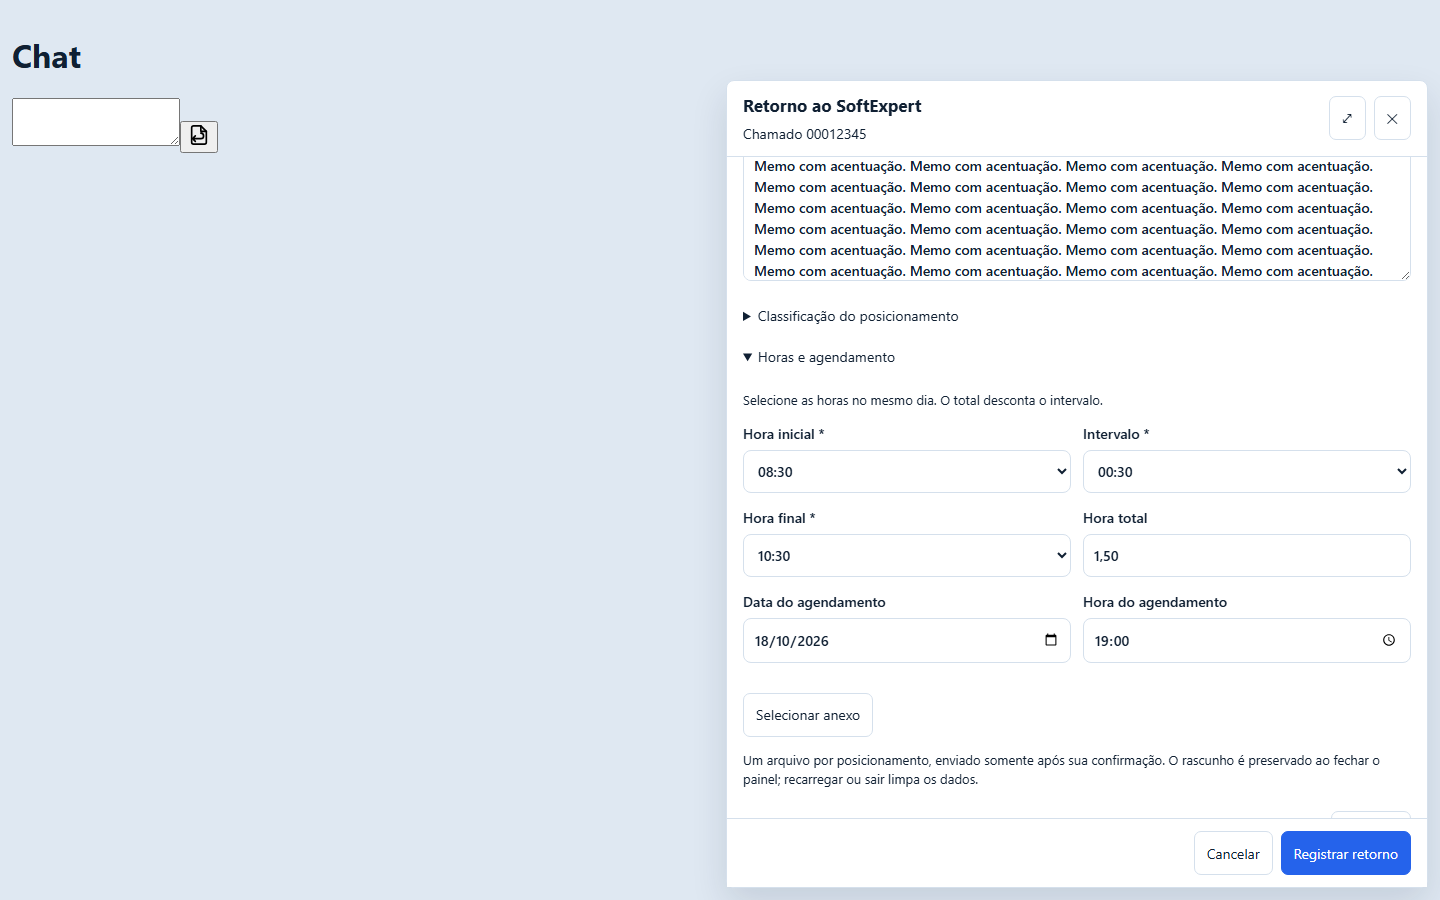 Chat
Retorno ao SoftExpert
Chamado 00012345
Memo com acentuação. Memo com acentuação. Memo com acentuação. Memo com acentuação.
Memo com acentuação. Memo com acentuação. Memo com acentuação. Memo com acentuação.
Memo com acentuação. Memo com acentuação. Memo com acentuação. Memo com acentuação.
Memo com acentuação. Memo com acentuação. Memo com acentuação. Memo com acentuação.
Memo com acentuação. Memo com acentuação. Memo com acentuação. Memo com acentuação.
Memo com acentuação. Memo com acentuação. Memo com acentuação. Memo com acentuação.
Classificação do posicionamento
Horas e agendamento
Selecione as horas no mesmo dia. O total desconta o intervalo.
Hora inicial * Intervalo *
08:30 00:30
Hora final * Hora total
10:30 1,50
Data do agendamento Hora do agendamento
18/10/2026 19:00
Selecionar anexo
Um arquivo por posicionamento, enviado somente após sua confirmação. O rascunho é preservado ao fechar o
painel; recarregar ou sair limpa os dados.
Cancelar Registrar retorno